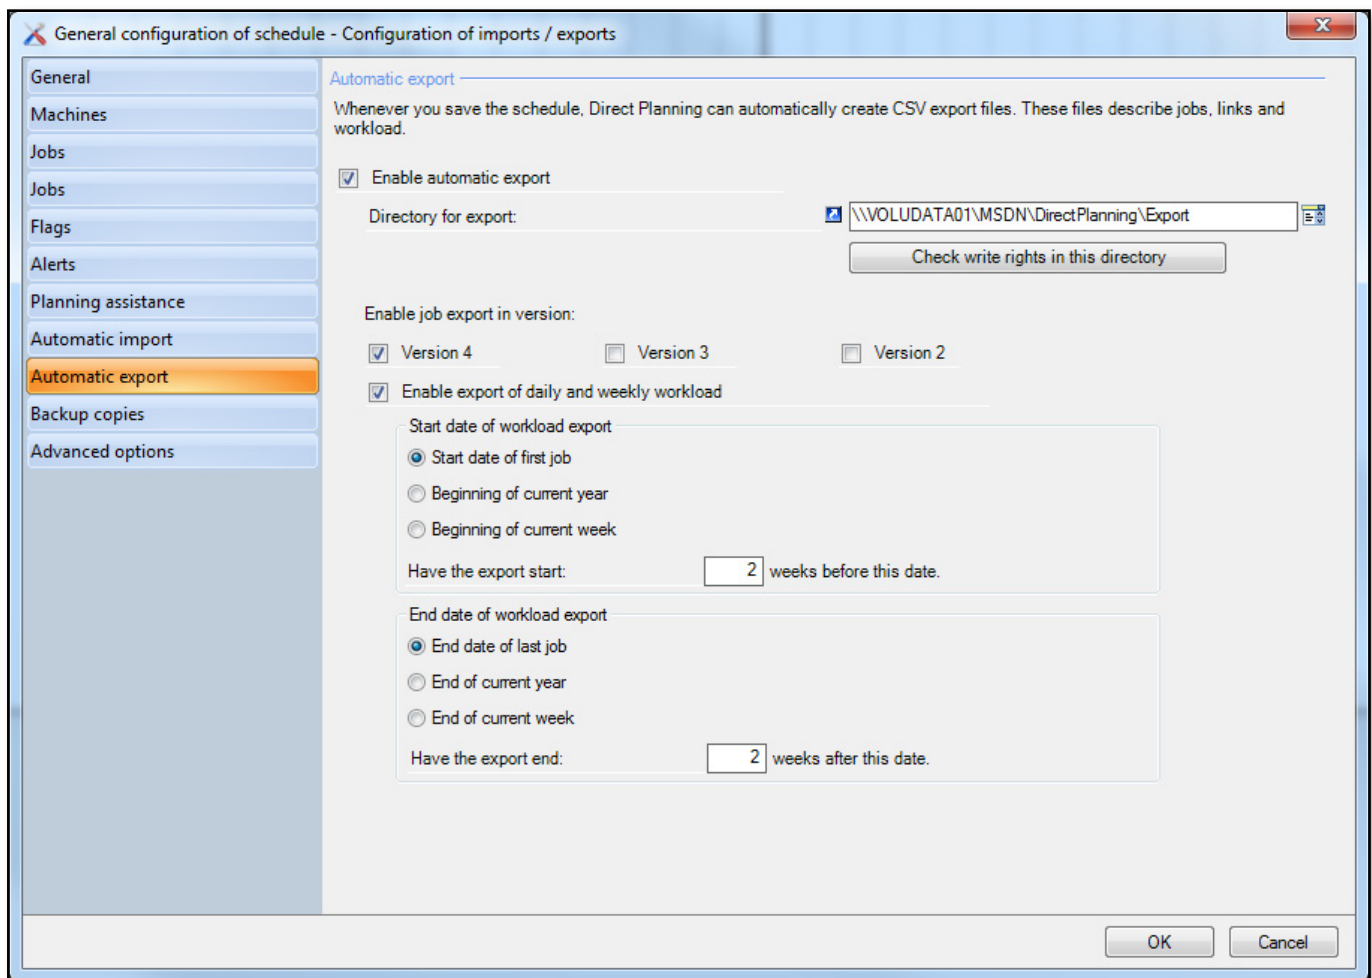 General configuration of schedule - Configuration of imports / exports
General
Machines
Jobs
Jobs
Flags
Alerts
Planning assistance
Automatic import
Automatic export
Backup copies
Advanced options
Automatic export
Whenever you save the schedule, Direct Planning can automatically create CSV export files. These files describe jobs, links and
workload.
Enable automatic export
Directory for export: \\VOLUDATA01\MSDN\DirectPlanning\Export
Check write rights in this directory
Enable job export in version:
Version 4 Version 3 Version 2
Enable export of daily and weekly workload
Start date of workload export
Start date of first job
Beginning of current year
Beginning of current week
Have the export start: 2 weeks before this date.
End date of workload export
End date of last job
End of current year
End of current week
Have the export end: 2 weeks after this date.
OK Cancel